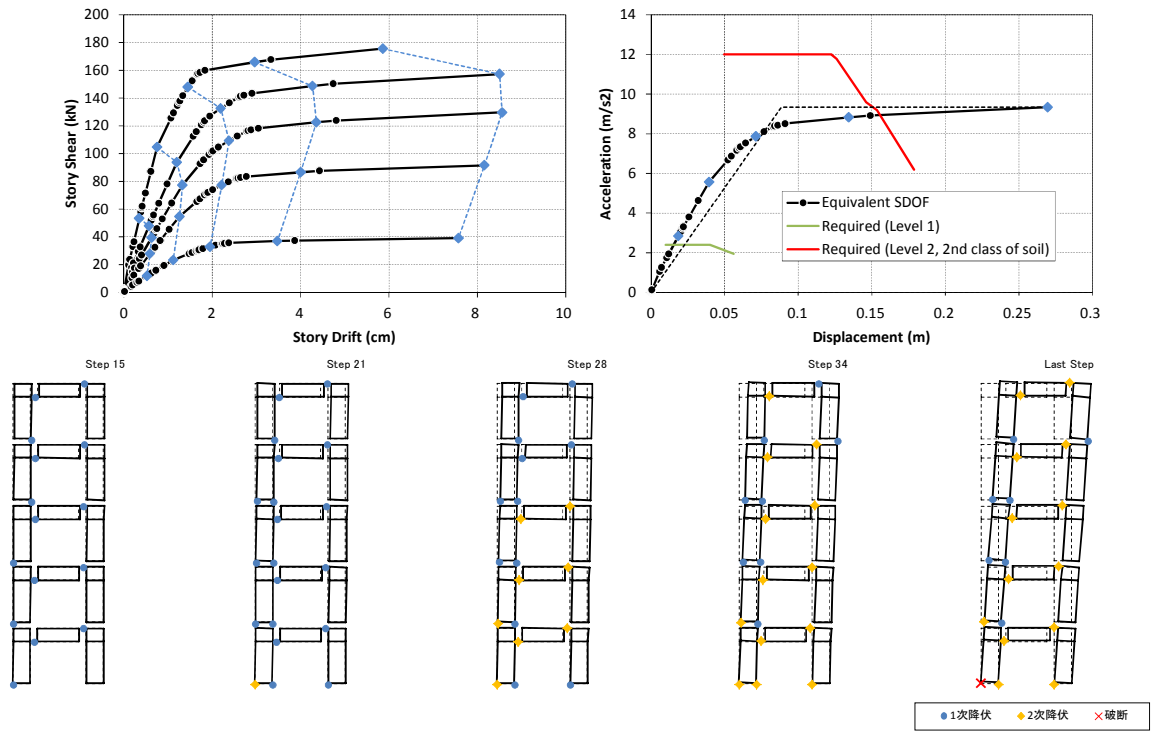 200
180
160
140
120
100
80
60
40
20
0
Story Shear (kN)
0 2 4 6 8 10
Story Drift (cm)
14
12
10
8
6
4
2
0
Acceleration (m/s2)
0 0.05 0.1 0.15 0.2 0.25 0.3
Displacement (m)
Equivalent SDOF
Required (Level 1)
Required (Level 2, 2nd class of soil)
Step 15
Step 21
Step 28
Step 34
Last Step
1次降伏 2次降伏 破断